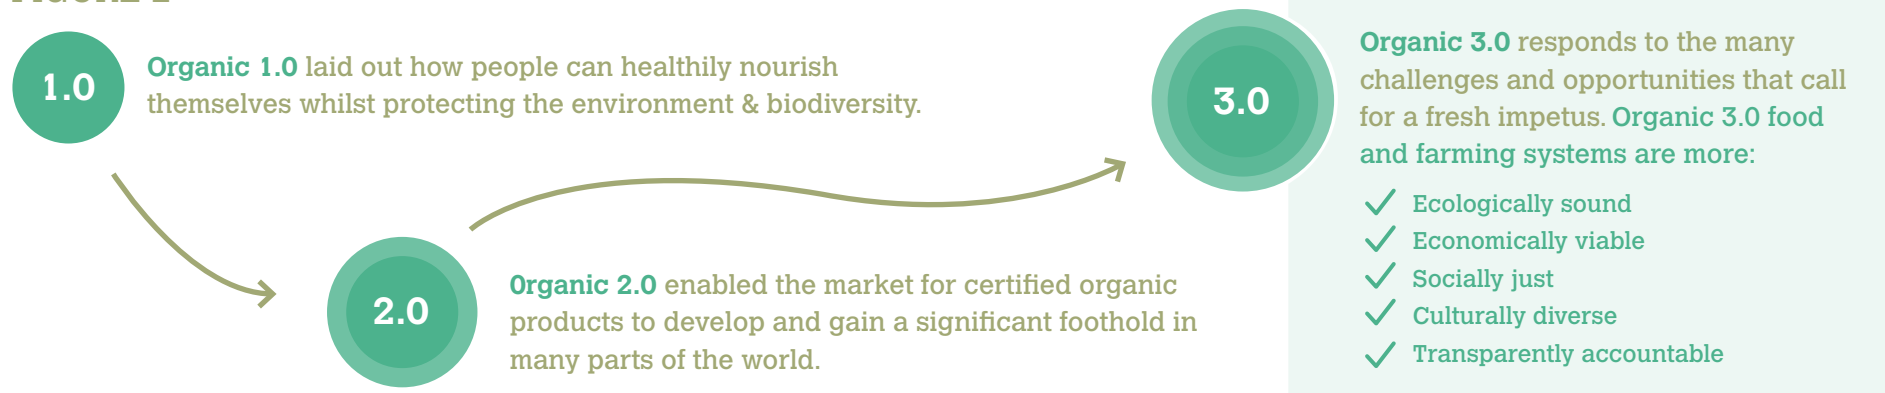 1.0
Organic 1.0 laid out how people can healthily nourish
themselves whilst protecting the environment & biodiversity.
2.0
Organic 2.0 enabled the market for certified organic
products to develop and gain a significant foothold in
many parts of the world.
3.0
Organic 3.0 responds to the many
challenges and opportunities that call
for a fresh impetus. Organic 3.0 food
and farming systems are more:
Ecologically sound
Economically viable
Socially just
Culturally diverse
Transparently accountable